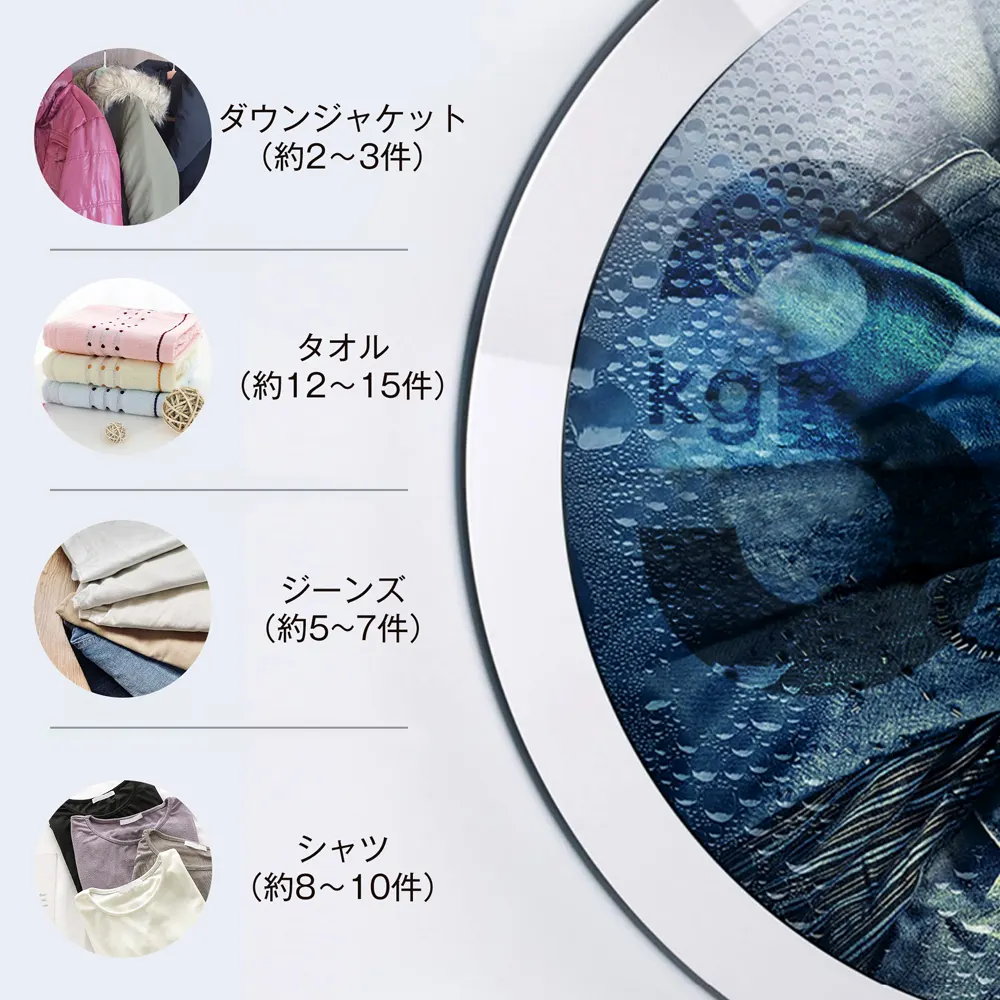 ダウンジャケット
（約2～3件）
タオル
（約12～15件）
ジーンズ
（約5～7件）
シャツ
（約8～10件）
kg